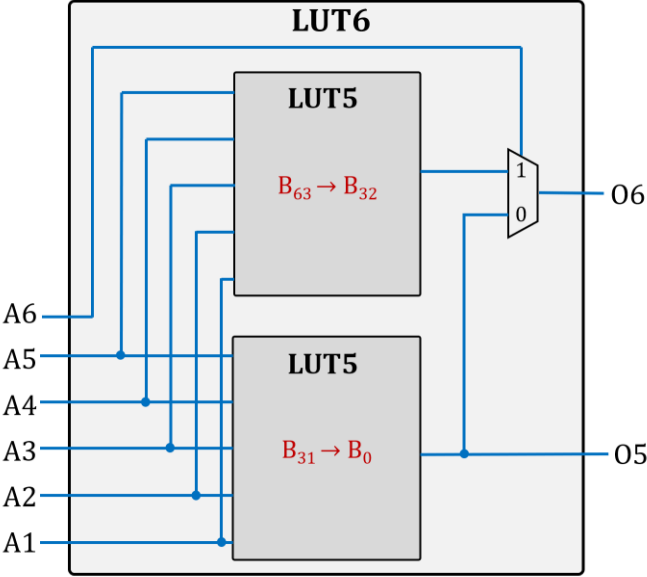 LUT6
LUT5
B₆₃ → B₃₂
1
0
O6
A6
A5
A4
A3
A2
A1
LUT5
B₃₁ → B₀
O5